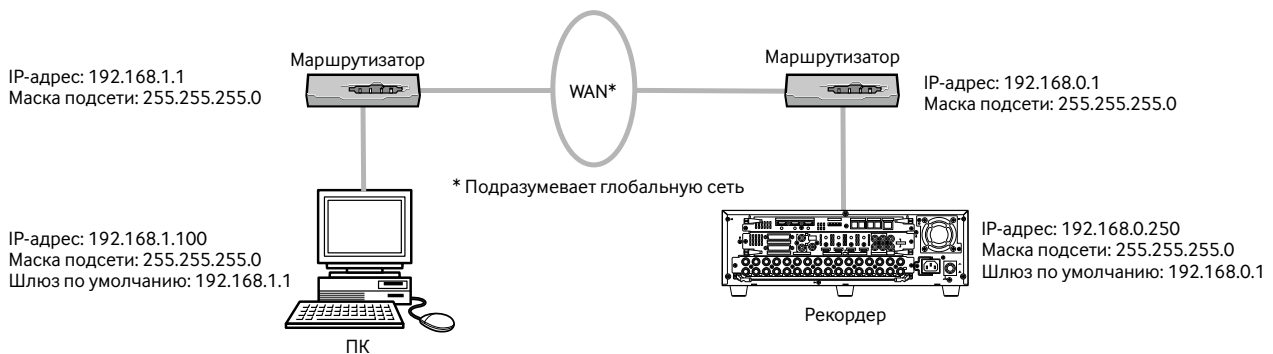 Маршрутизатор
IP-адрес: 192.168.1.1
Маска подсети: 255.255.255.0
WAN*
Маршрутизатор
IP-адрес: 192.168.0.1
Маска подсети: 255.255.255.0
* Подразумевает глобальную сеть
IP-адрес: 192.168.1.100
Маска подсети: 255.255.255.0
Шлюз по умолчанию: 192.168.1.1
ПК
IP-адрес: 192.168.0.250
Маска подсети: 255.255.255.0
Шлюз по умолчанию: 192.168.0.1
Рекордер